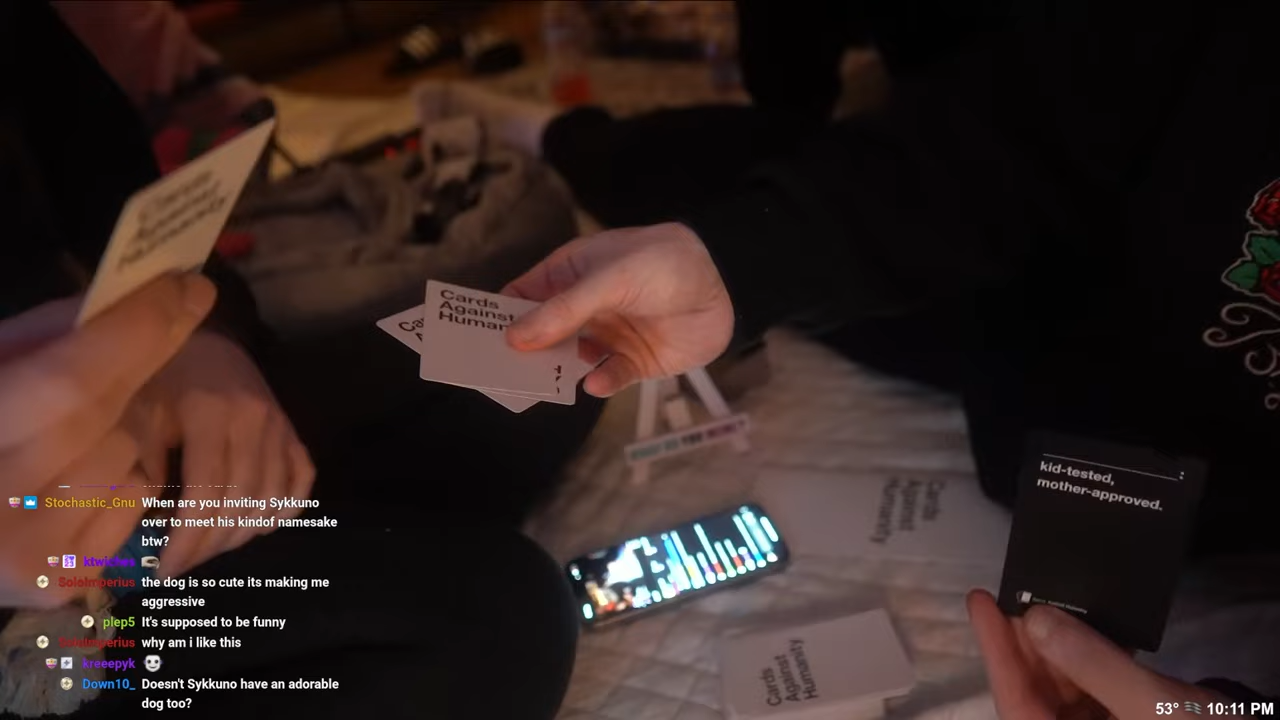 Cards
Against
Humanity
Cards
Against
Human
Ca
kid-tested,
mother-approved.
Cards
Against
Humanity
Cards
Against
Humanity
Stochastic_Gnu When are you inviting Sykkuno
over to meet his kindof namesake
btw?
the dog is so cute its making me
aggressive
plep5 It's supposed to be funny
why am i like this
kreeepyk
Down10_ Doesn't Sykkuno have an adorable
dog too?
53° 10:11 PM